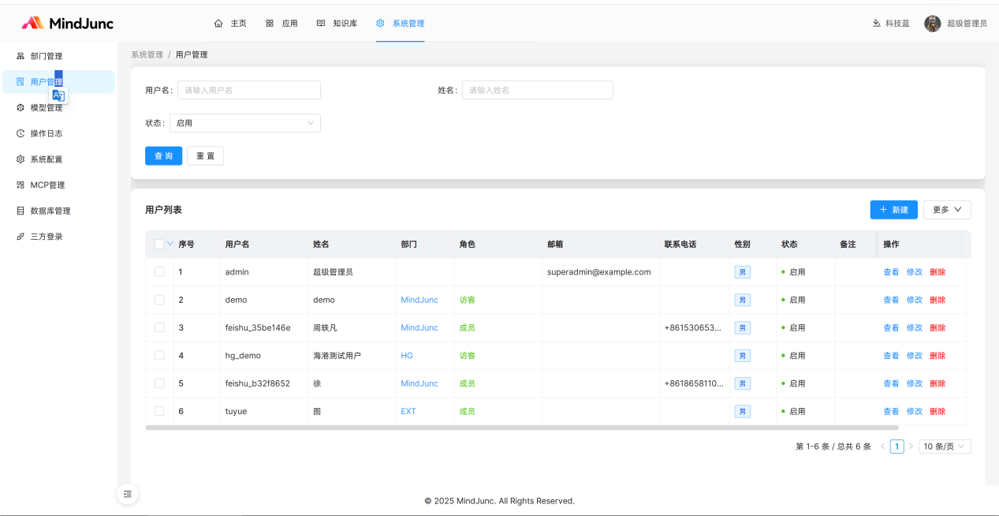 MindJunc
主页 应用 知识库 系统管理
科技蓝 超级管理员
部门管理
用户管理
模型管理
操作日志
系统配置
MCP管理
数据库管理
三方登录
系统管理 / 用户管理
用户名: 请输入用户名 姓名: 请输入姓名
状态: 启用
查 询 重 置
用户列表 + 新建 更多
序号 用户名 姓名 部门 角色 邮箱 联系电话 性别 状态 备注 操作
1 admin 超级管理员 superadmin@example.com 男 启用 查看 修改 删除
2 demo demo MindJunc 访客 男 启用 查看 修改 删除
3 feishu_35be146e 周轶凡 MindJunc 成员 +861530653... 男 启用 查看 修改 删除
4 hg_demo 海港测试用户 HG 访客 男 启用 查看 修改 删除
5 feishu_b32f8652 徐 MindJunc 成员 +8618658110... 男 启用 查看 修改 删除
6 tuyue 图 EXT 成员 男 启用 查看 修改 删除
第 1-6 条 / 总共 6 条 < 1 > 10 条/页
© 2025 MindJunc. All Rights Reserved.